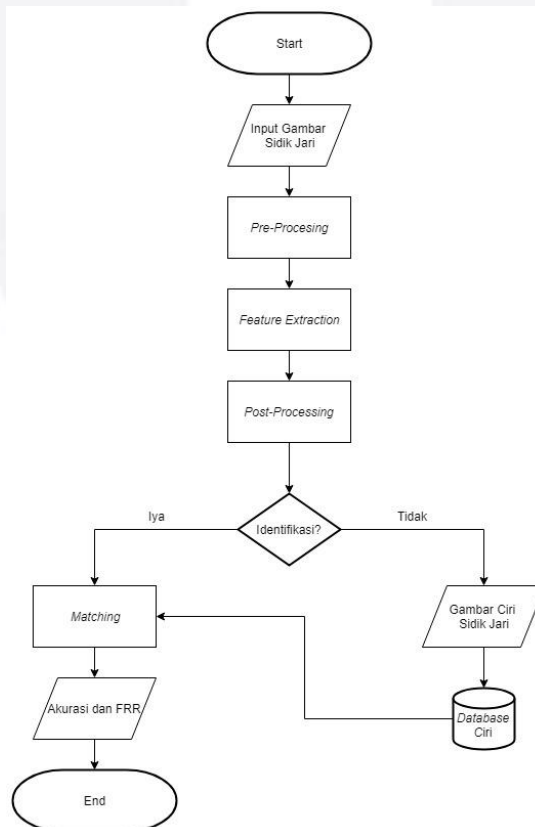 Start
Input Gambar
Sidik Jari
Pre-Procesing
Feature Extraction
Post-Processing
Identifikasi?
Iya
Tidak
Matching
Gambar Ciri
Sidik Jari
Akurasi dan FRR
Database
Ciri
End